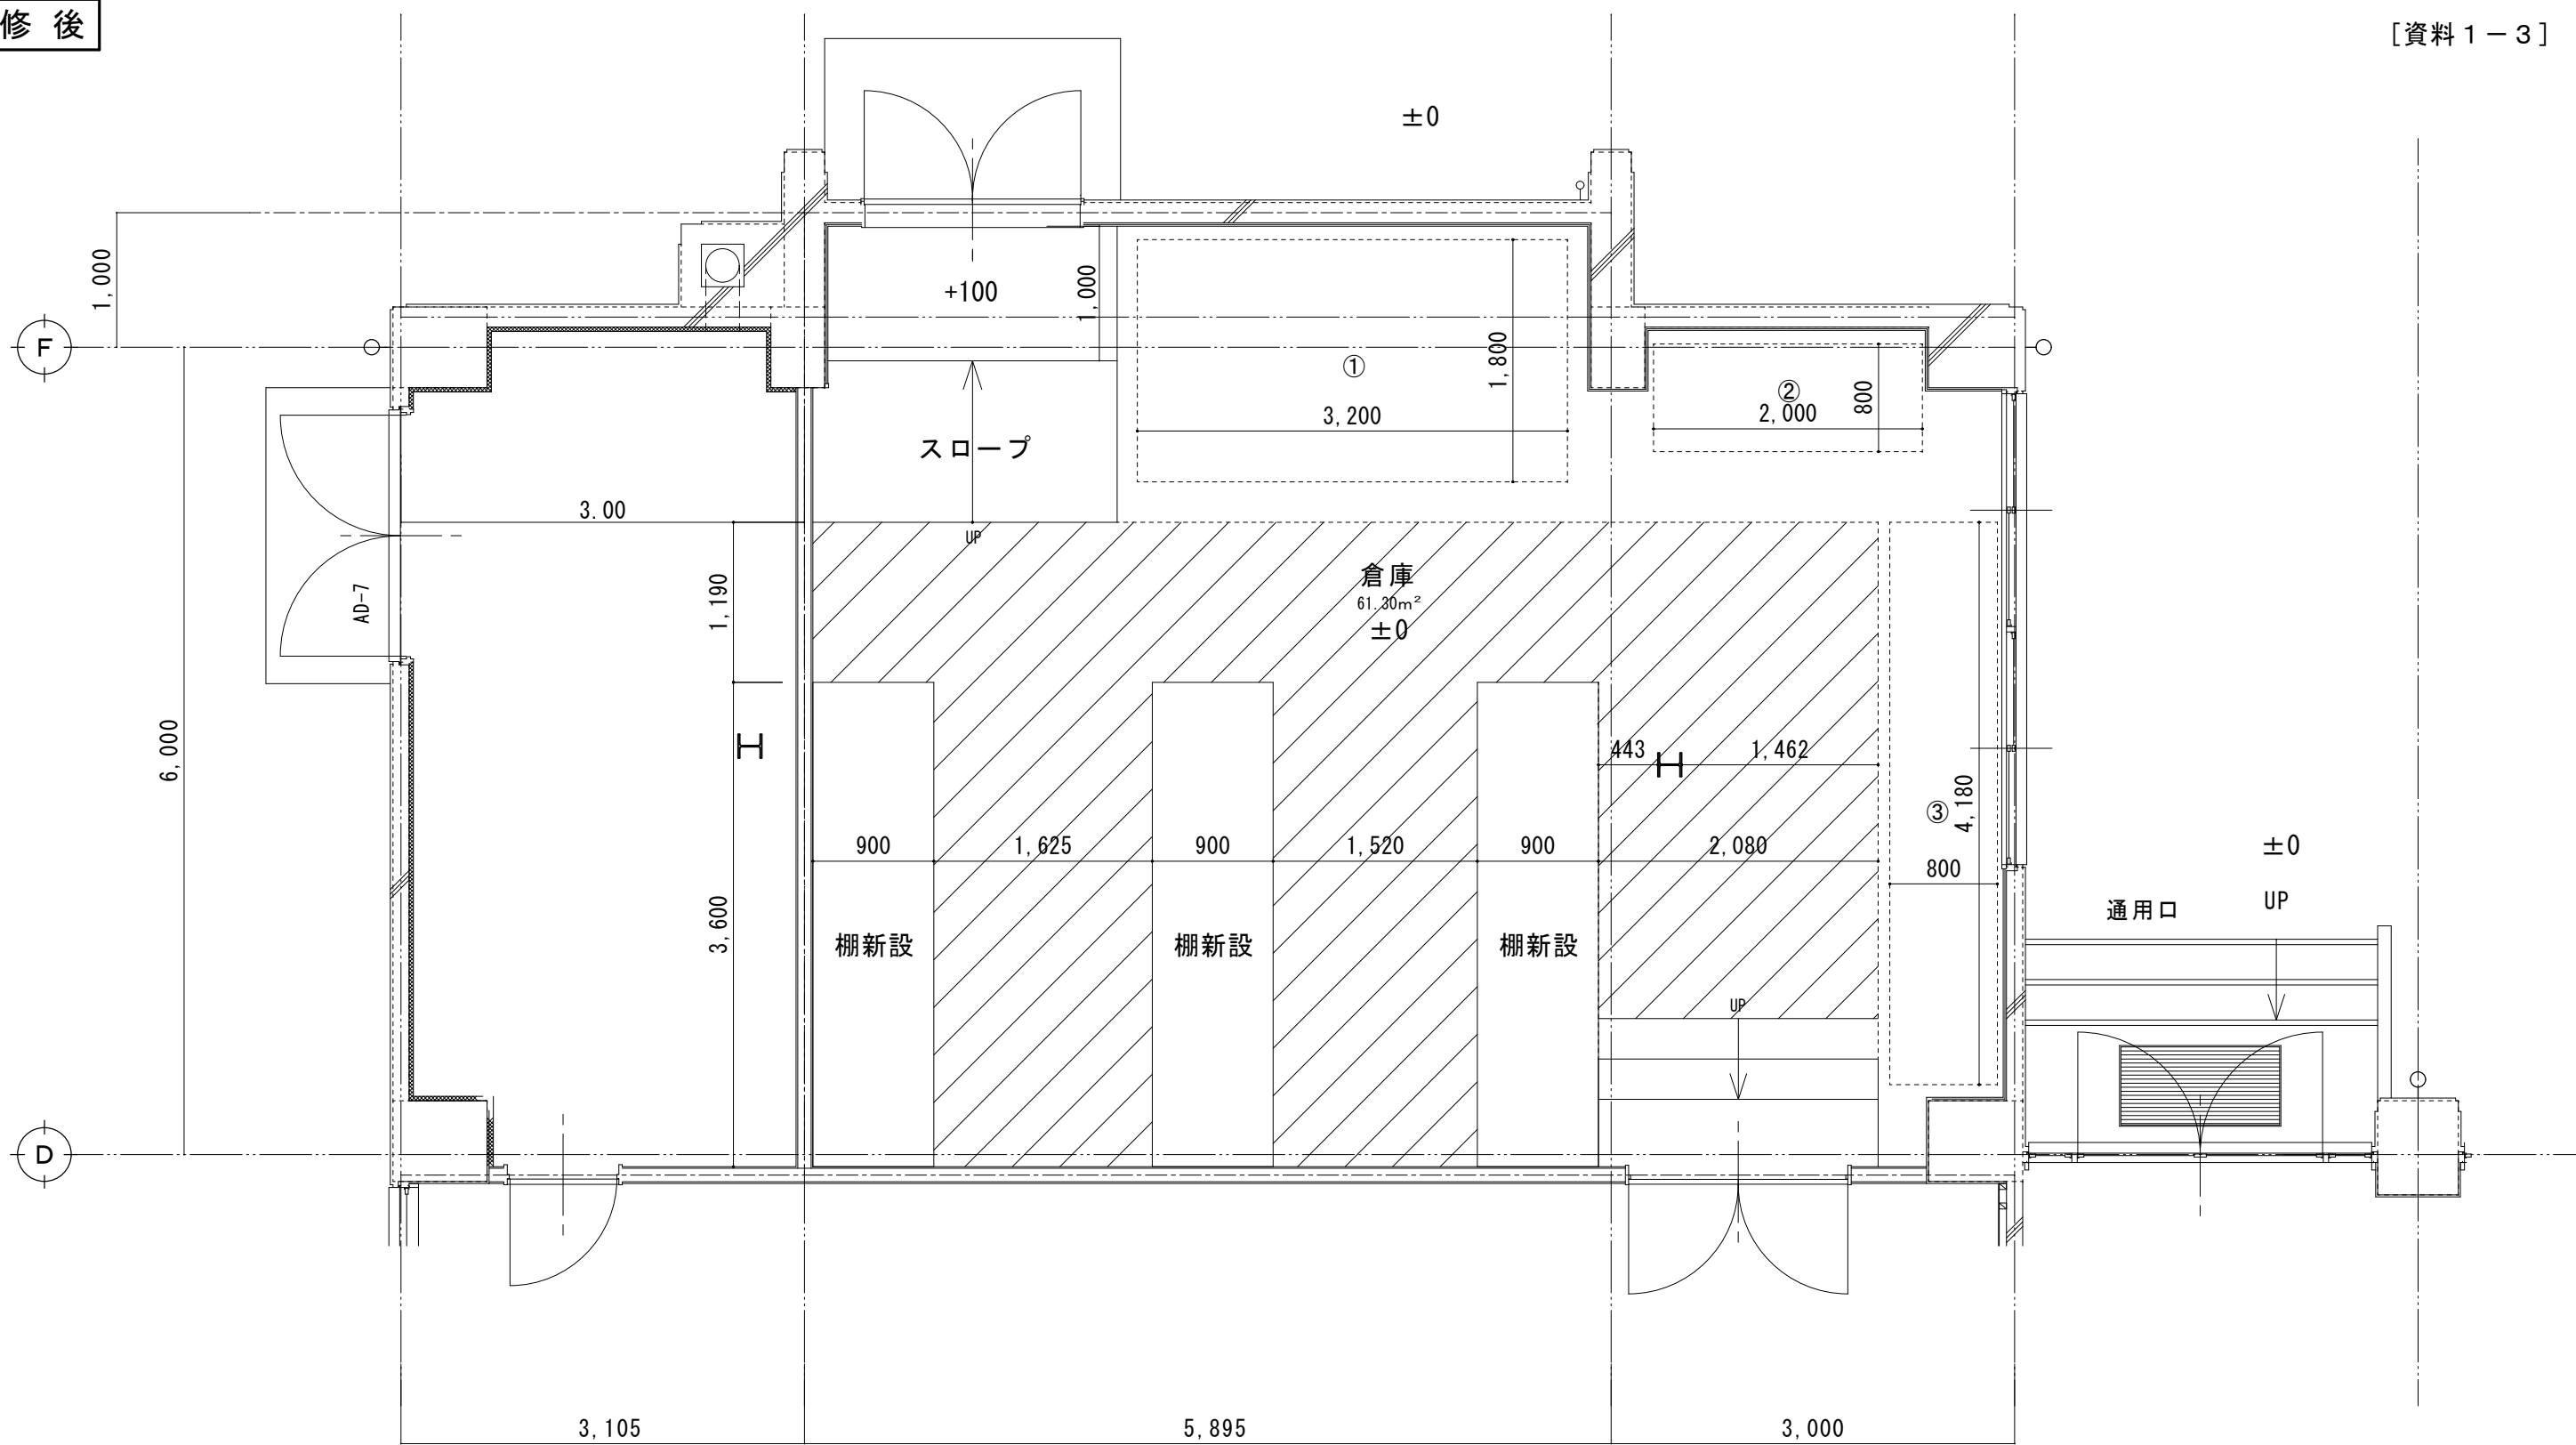 修 後
[資料１－３]
±0
1,000
+100
1,000
F
①
1,800
3,200
②
2,000
800
スロープ
3.00
UP
AD-7
1,190
倉庫
61.30m²
±0
6,000
443
1,462
③
4,180
900
1,625
900
1,520
900
2,080
800
±0
通用口
UP
3,600
棚新設
棚新設
棚新設
UP
D
3,105
5,895
3,000